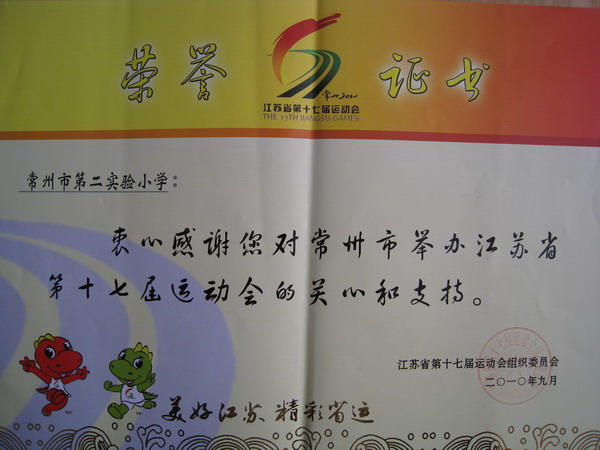 荣誉证书
常州2010
江苏省第十七届运动会
THE 17TH JIANGSU GAMES
常州市第二实验小学：
衷心感谢您对常州市举办江苏省
第十七届运动会的关心和支持。
江苏省第十七届运动会组织委员会
二〇一〇年九月
美好江苏 精彩省运